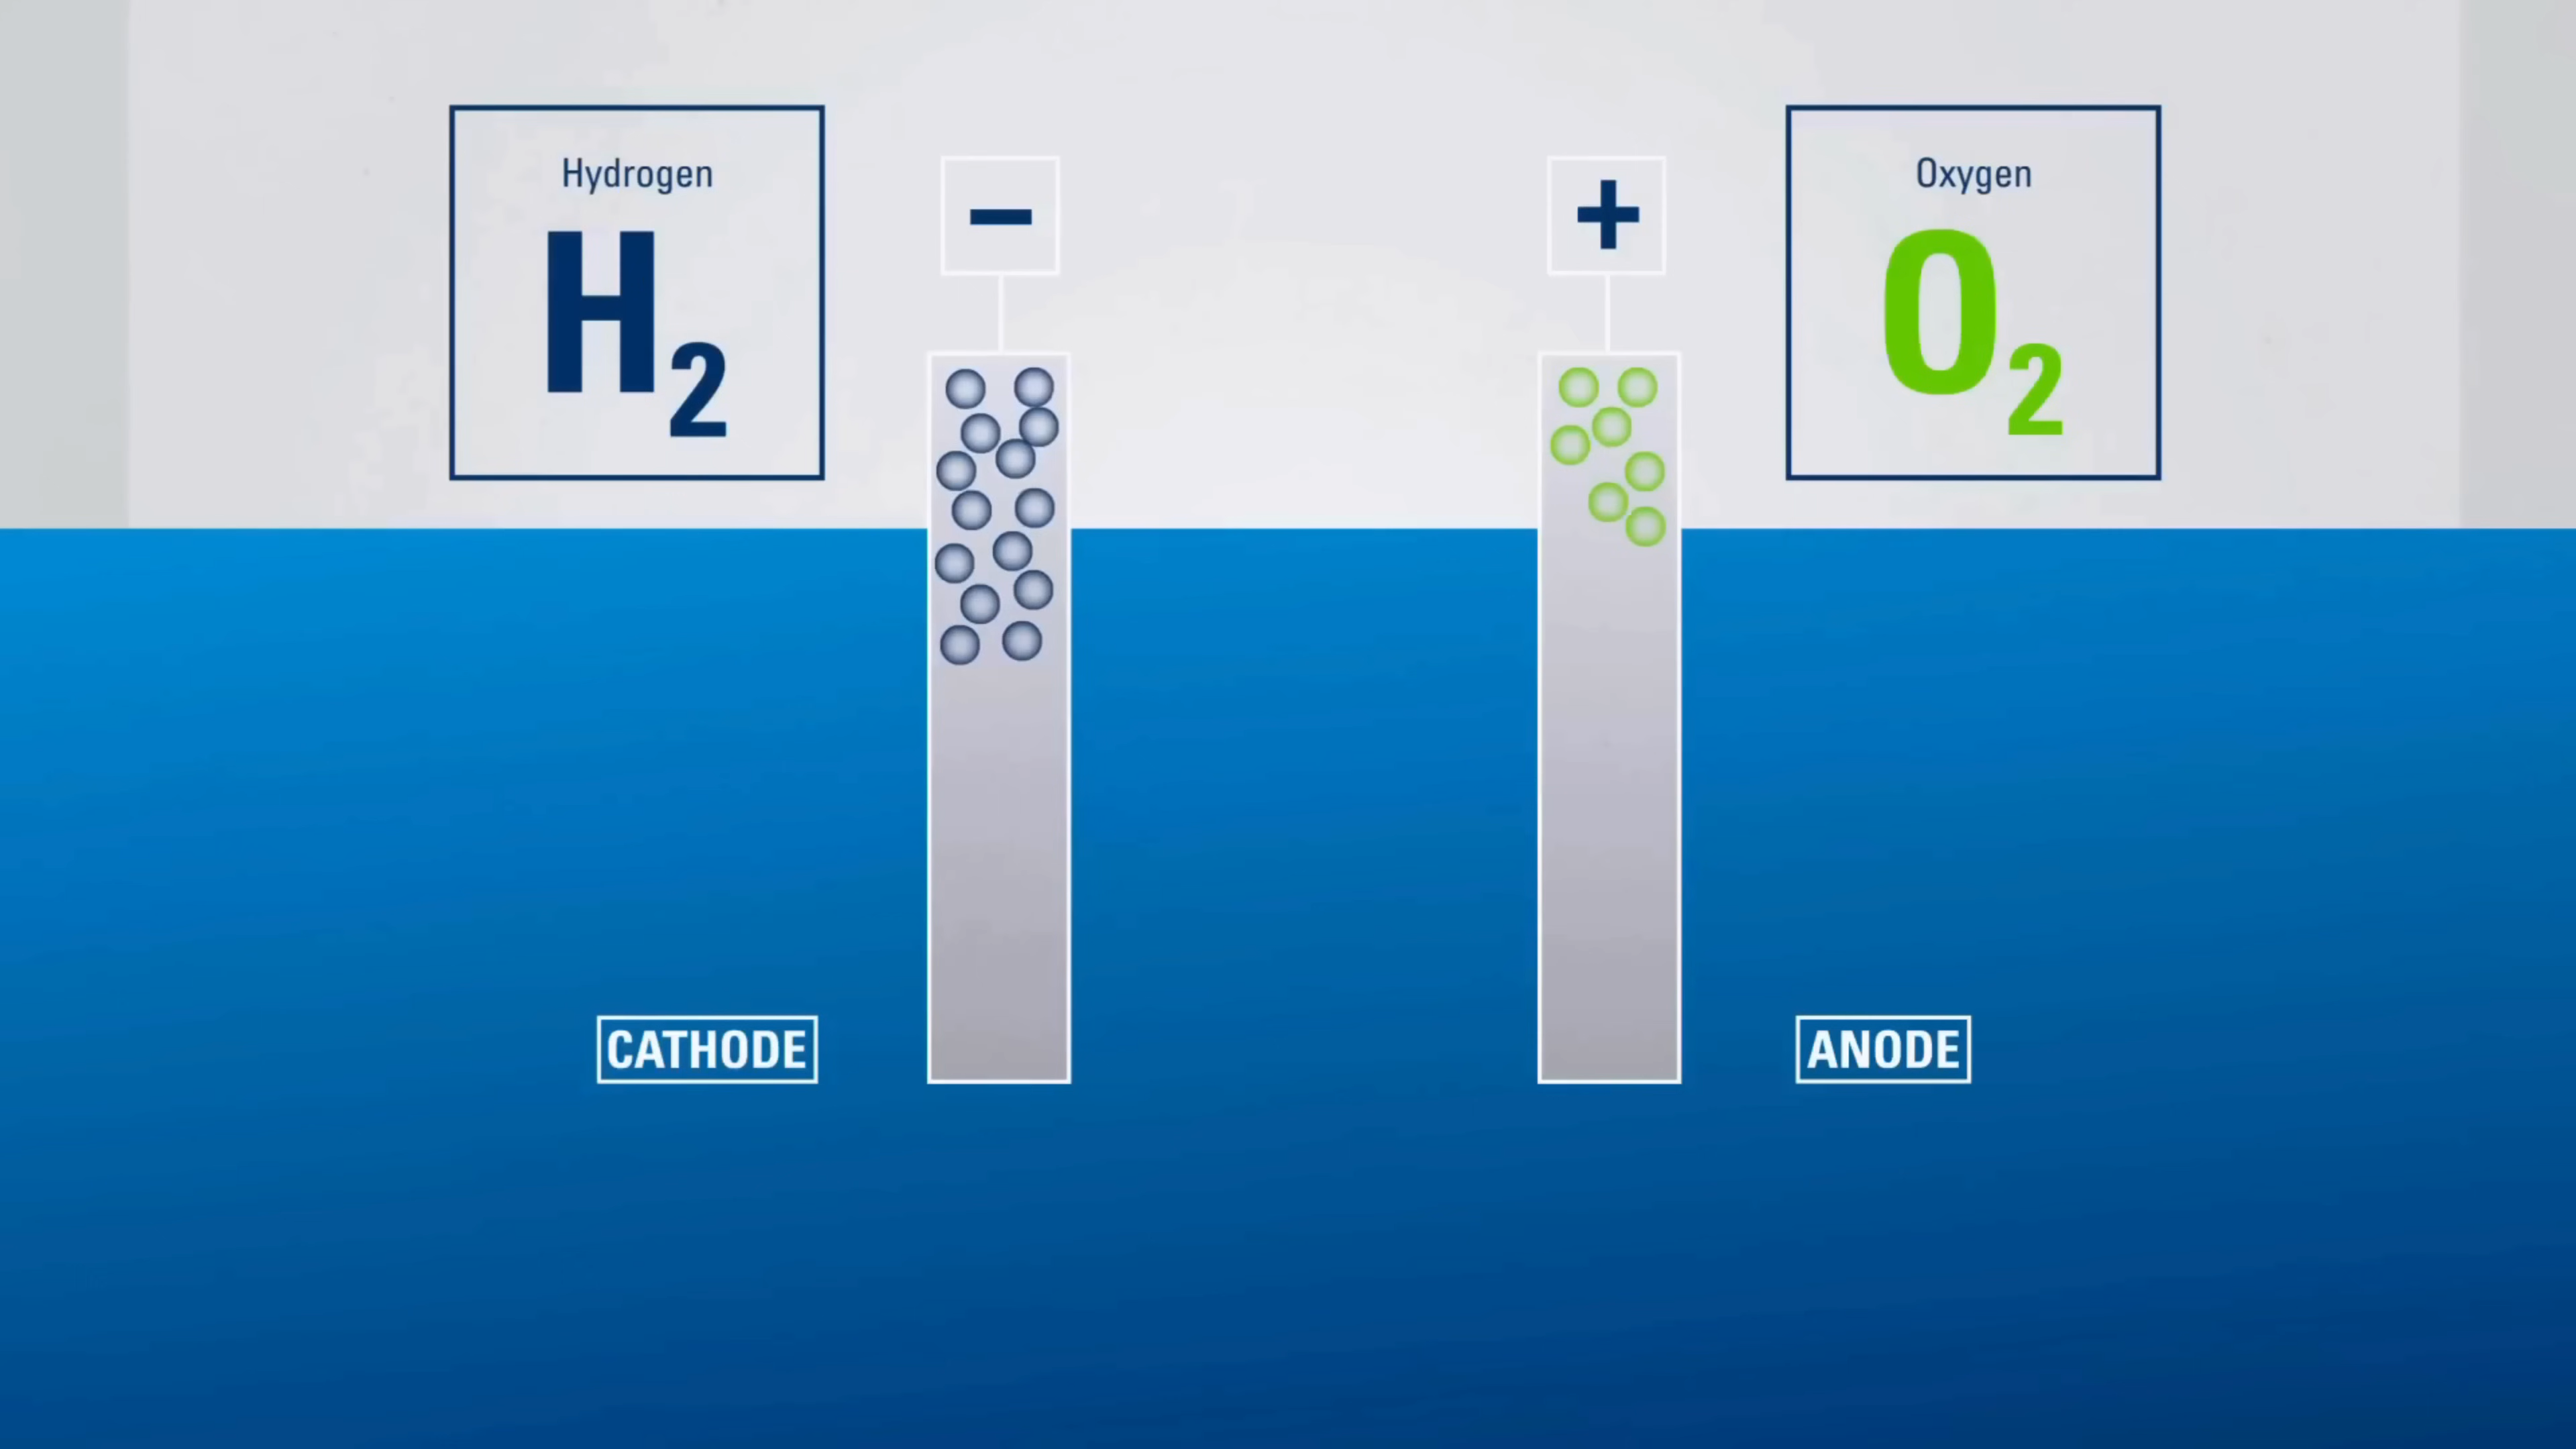 Hydrogen
H2
−
+
Oxygen
O2
CATHODE
ANODE